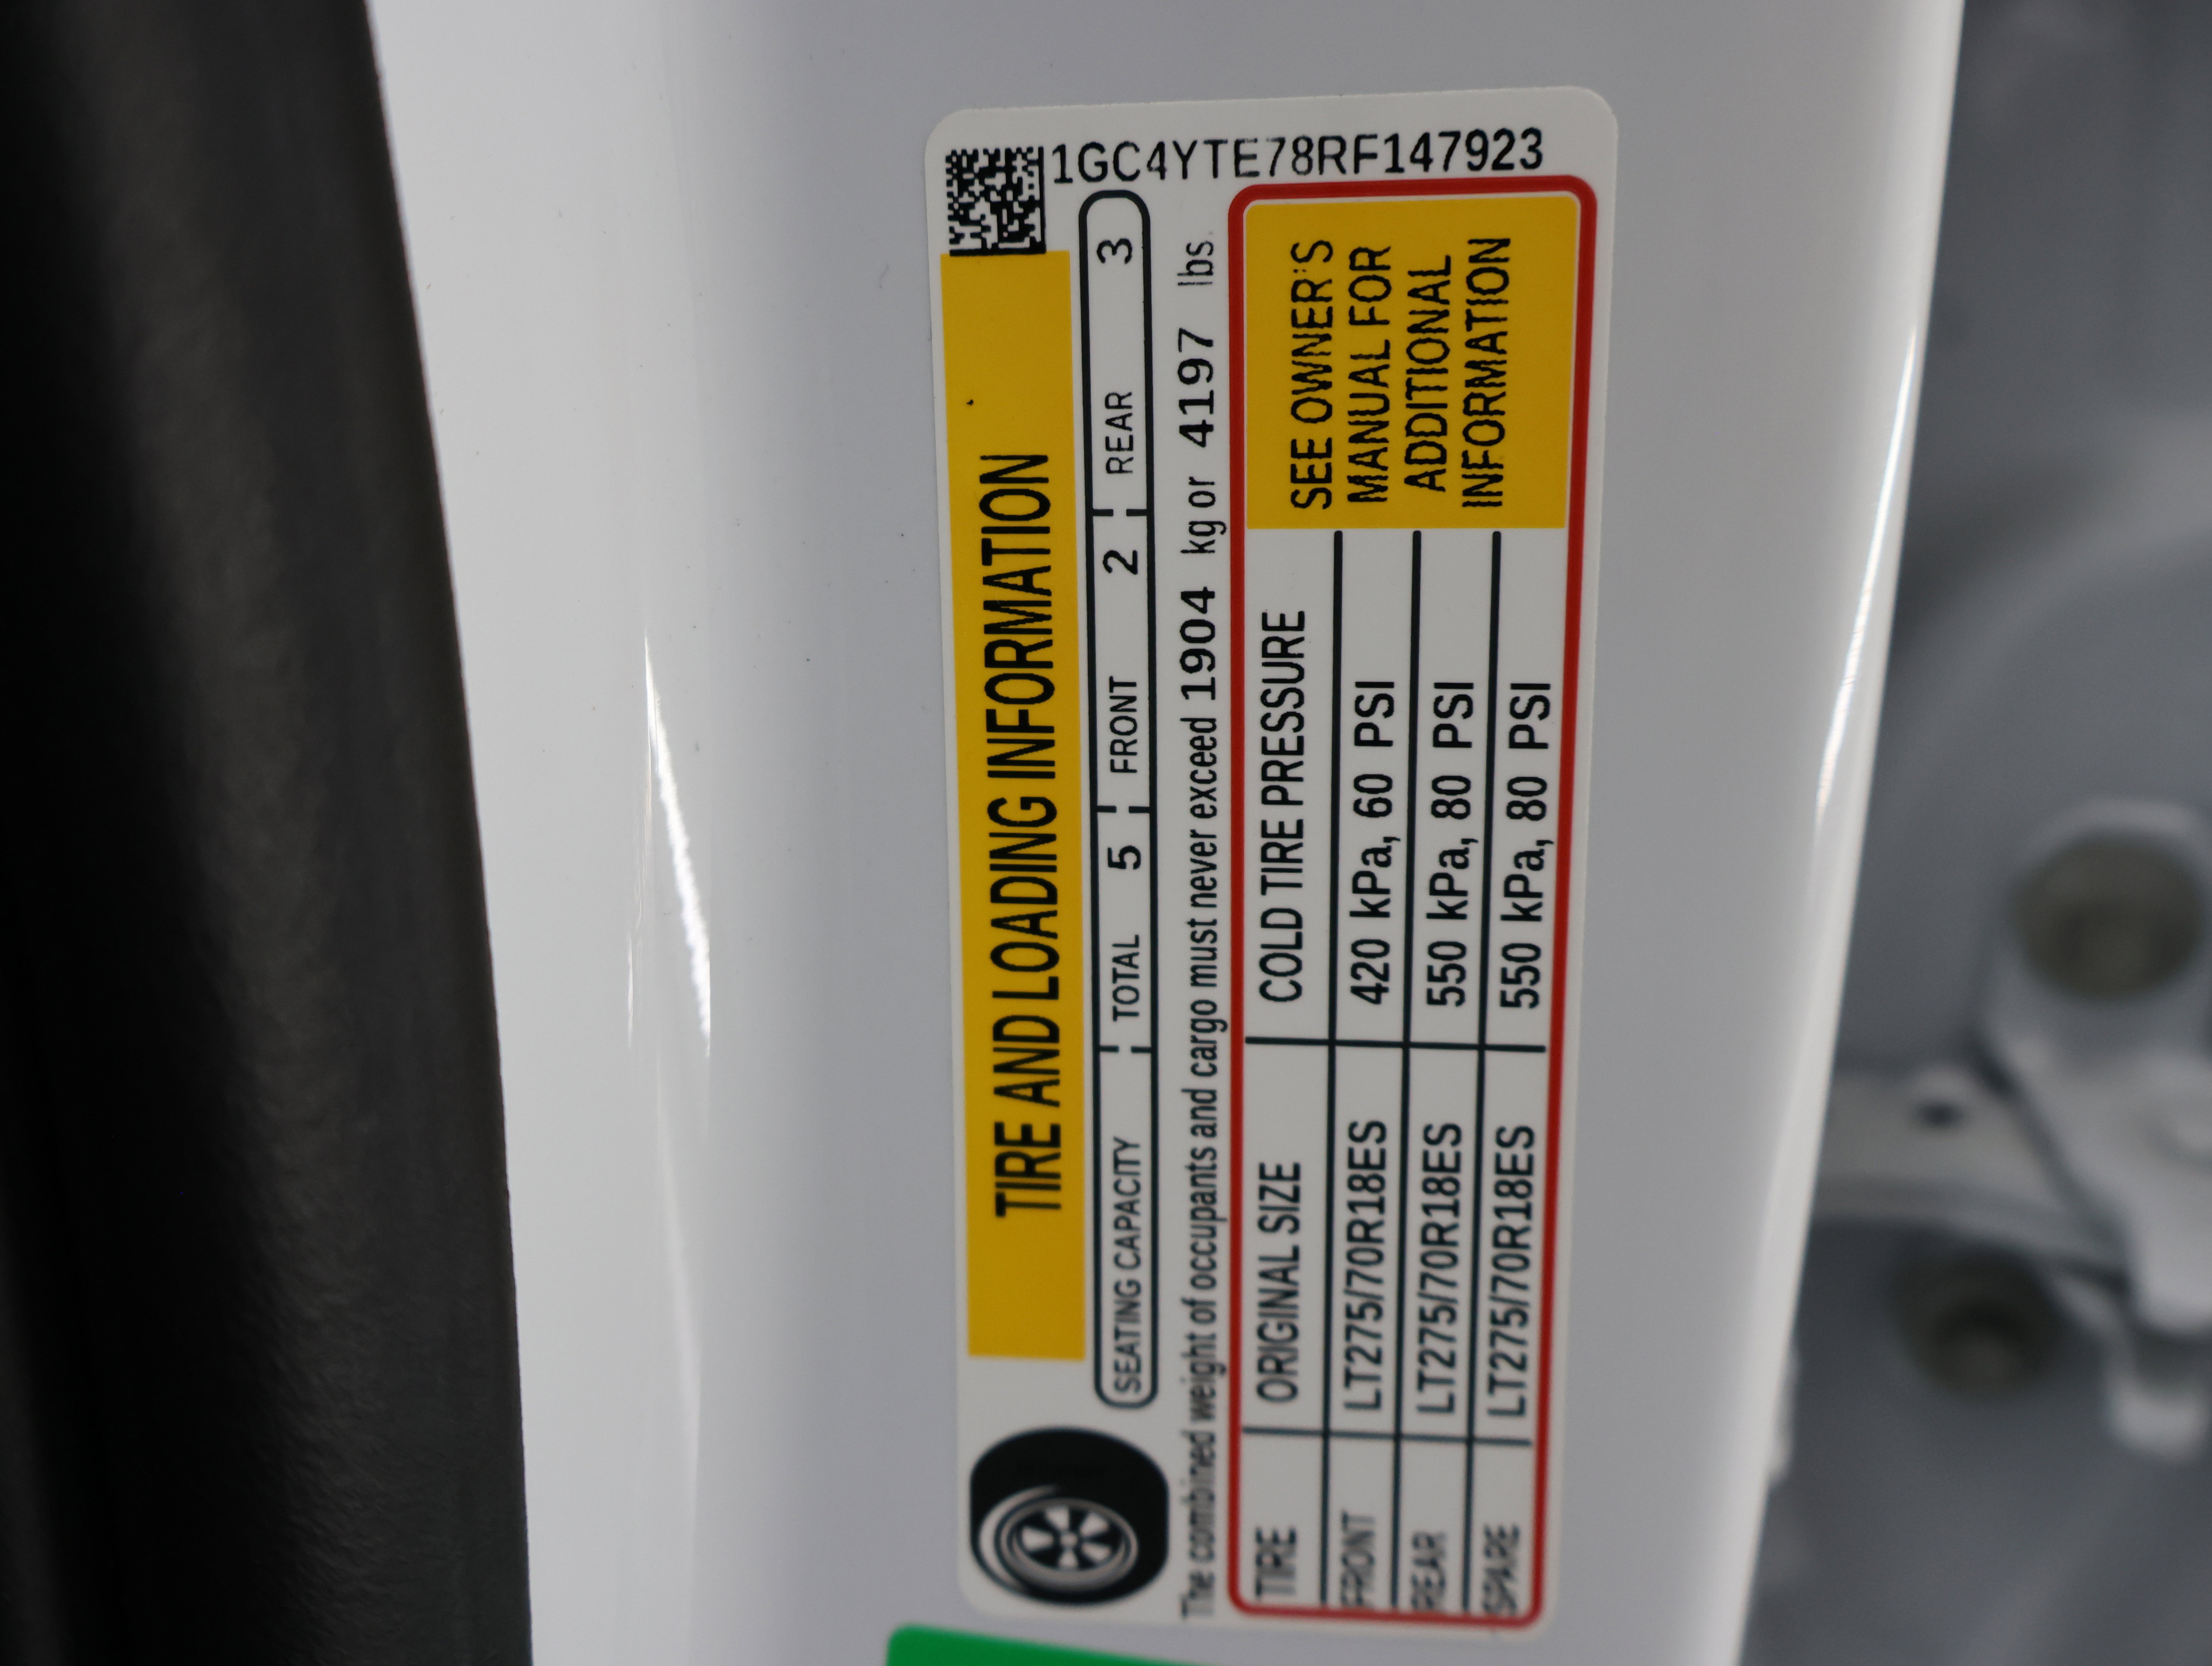 1GC4YTE78RF147923
TIRE AND LOADING INFORMATION
SEATING CAPACITY TOTAL 5 FRONT 2 REAR 3
The combined weight of occupants and cargo must never exceed 1904 kg or 4197 lbs.
TIRE ORIGINAL SIZE COLD TIRE PRESSURE
FRONT LT275/70R18ES 420 kPa, 60 PSI
REAR LT275/70R18ES 550 kPa, 80 PSI
SPARE LT275/70R18ES 550 kPa, 80 PSI
SEE OWNER'S
MANUAL FOR
ADDITIONAL
INFORMATION